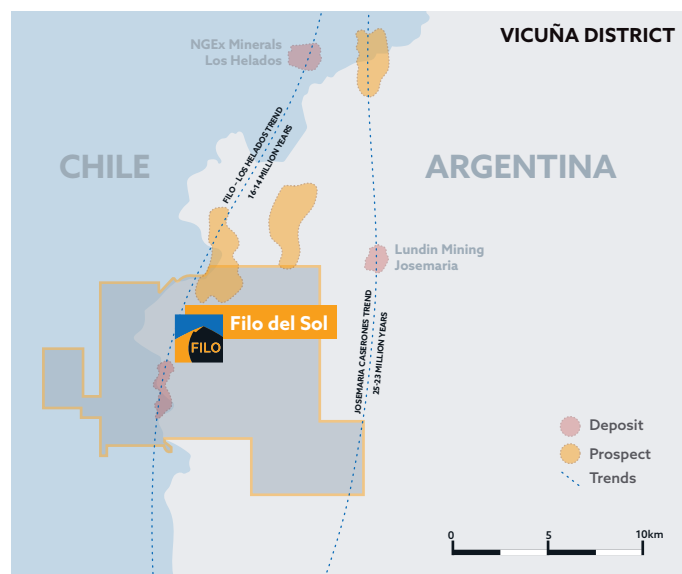 VICUÑA DISTRICT
NGEx Minerals
Los Helados
CHILE
ARGENTINA
FILO - LOS HELADOS TREND
16-14 MILLION YEARS
Lundin Mining
Josemaria
Filo del Sol
FILO
JOSEMARIA CASERONES TREND
25-23 MILLION YEARS
Deposit
Prospect
Trends
0 5 10km